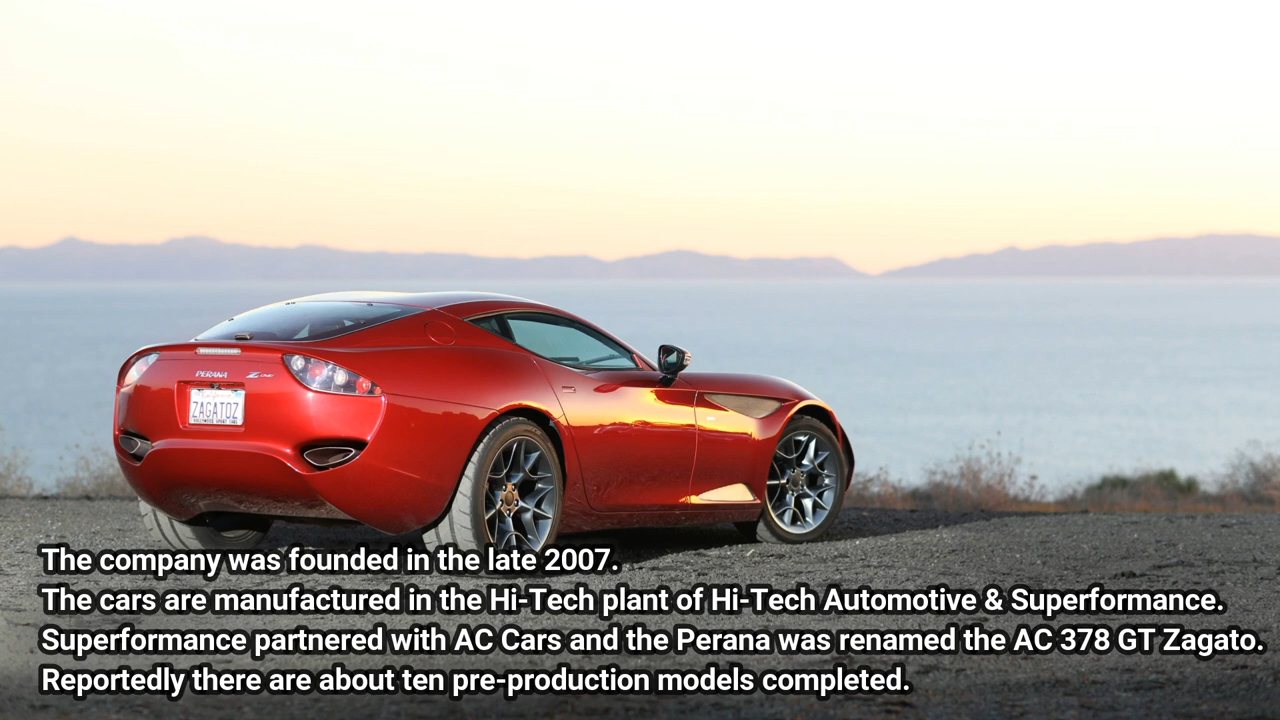 PERANA Z-ONE
California
ZAGATOZ
The company was founded in the late 2007.
The cars are manufactured in the Hi-Tech plant of Hi-Tech Automotive & Superformance.
Superformance partnered with AC Cars and the Perana was renamed the AC 378 GT Zagato.
Reportedly there are about ten pre-production models completed.